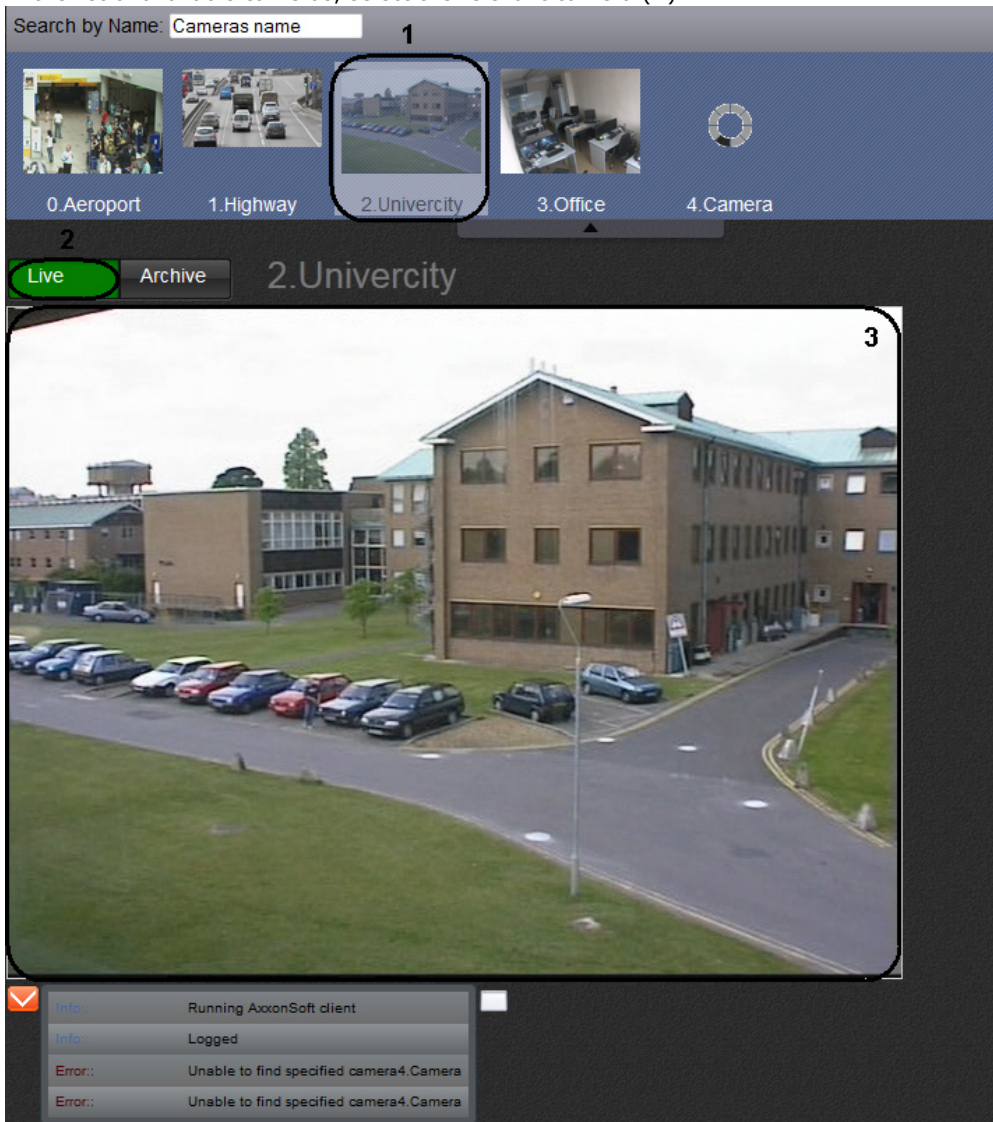 Search by Name: Cameras name
1
0.Aeroport 1.Highway 2.Univercity 3.Office 4.Camera
2
Live Archive 2.Univercity
3
Info:: Running AxxonSoft client
Info:: Logged
Error:: Unable to find specified camera4.Camera
Error:: Unable to find specified camera4.Camera